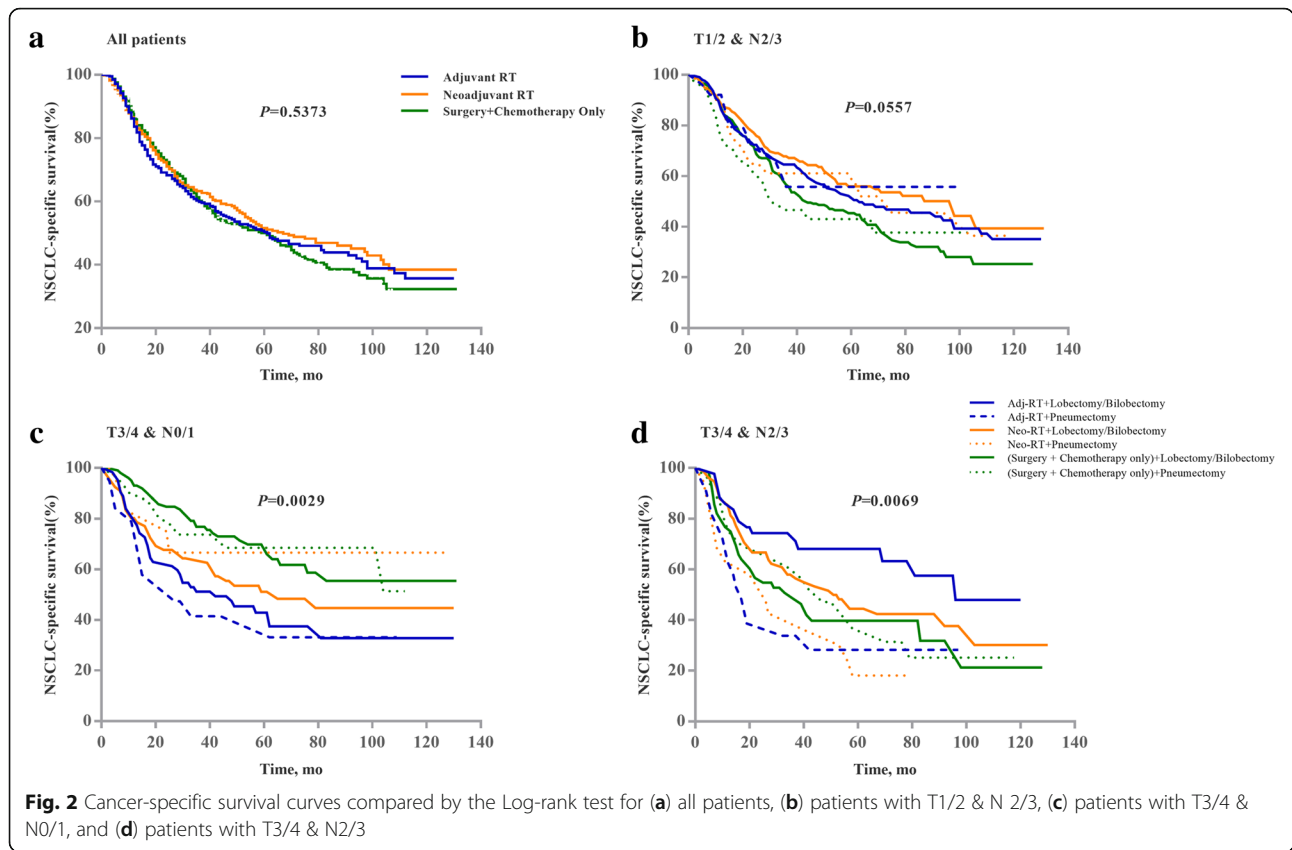 a
All patients
NSCLC-specific survival(%)
100
80
60
40
20
0
20
40
60
80
100
120
140
Time, mo
P=0.5373
Adjuvant RT
Neoadjuvant RT
Surgery+Chemotherapy Only
b
T1/2 & N2/3
NSCLC-specific survival(%)
100
80
60
40
20
0
0
20
40
60
80
100
120
140
Time, mo
P=0.0557
Adj-RT+Lobectomy/Bilobectomy
Adj-RT+Pneumectomy
Neo-RT+Lobectomy/Bilobectomy
Neo-RT+Pneumectomy
(Surgery + Chemotherapy only)+Lobectomy/Bilobectomy
(Surgery + Chemotherapy only)+Pneumectomy
c
T3/4 & N0/1
NSCLC-specific survival(%)
100
80
60
40
20
0
0
20
40
60
80
100
120
140
Time, mo
P=0.0029
d
T3/4 & N2/3
NSCLC-specific survival(%)
100
80
60
40
20
0
0
20
40
60
80
100
120
140
Time, mo
P=0.0069
Fig. 2 Cancer-specific survival curves compared by the Log-rank test for (a) all patients, (b) patients with T1/2 & N 2/3, (c) patients with T3/4 &
N0/1, and (d) patients with T3/4 & N2/3